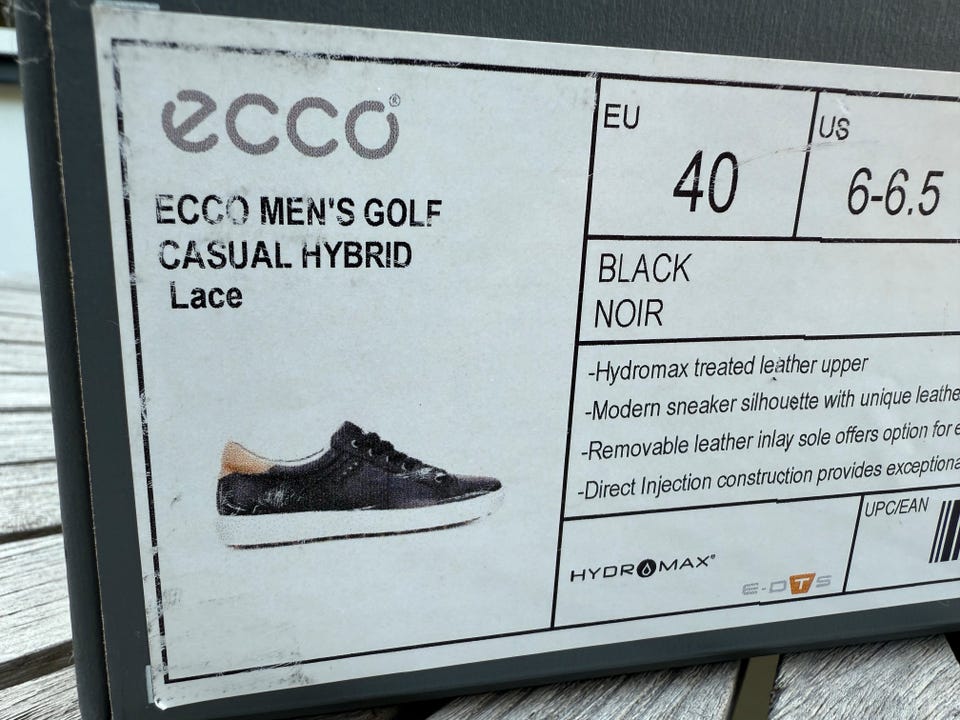 ecco®
ECCO MEN'S GOLF
CASUAL HYBRID
Lace
EU
40
US
6-6.5
BLACK
NOIR
-Hydromax treated leather upper
-Modern sneaker silhouette with unique leathe
-Removable leather inlay sole offers option for e
-Direct Injection construction provides exceptiona
HYDROMAX®
E-DTS
UPC/EAN